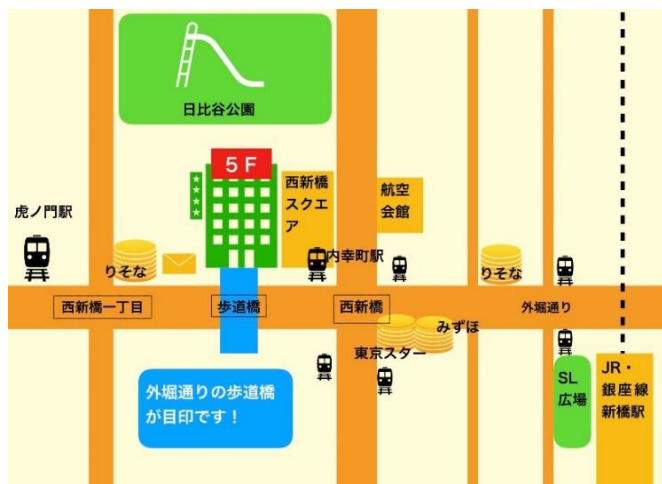 日比谷公園
5F
西新橋
スクエ
ア
航空
会館
虎ノ門駅
内幸町駅
りそな
りそな
西新橋一丁目
歩道橋
西新橋
外堀通り
みずほ
東京スター
外堀通りの歩道橋
が目印です！
SL
広場
JR・
銀座線
新橋駅